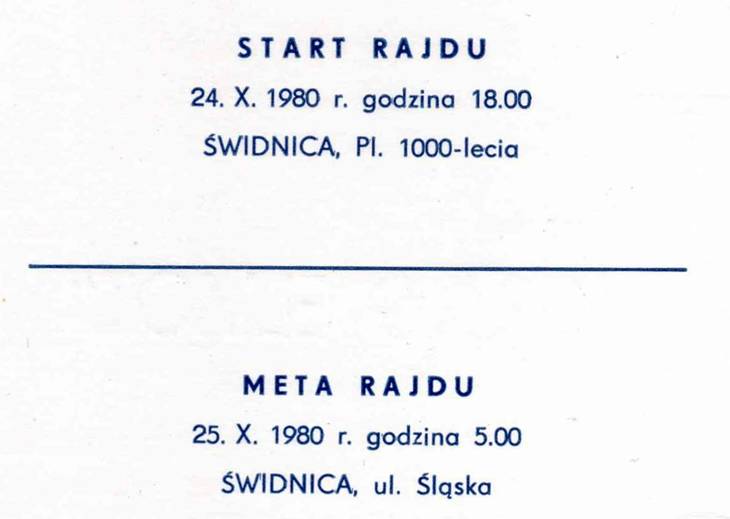 START RAJDU
24. X. 1980 r. godzina 18.00
ŚWIDNICA, Pl. 1000-lecia
META RAJDU
25. X. 1980 r. godzina 5.00
ŚWIDNICA, ul. Śląska